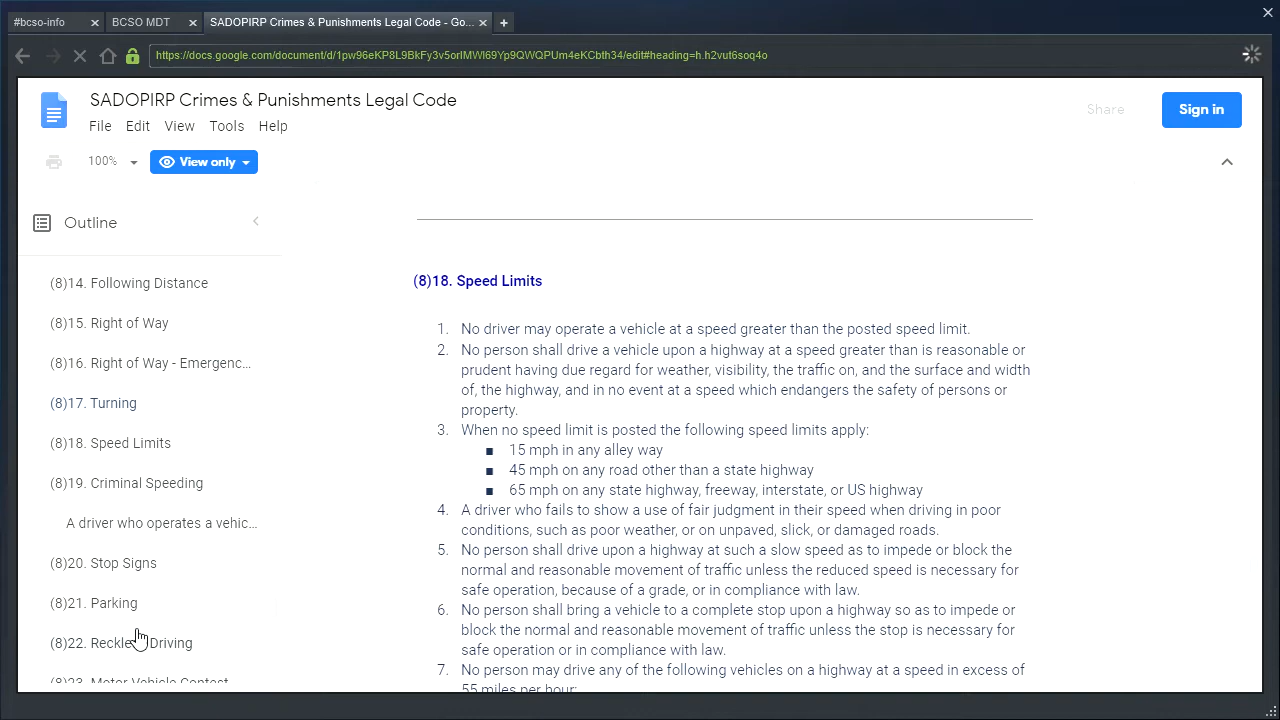 #bcso-info
BCSO MDT
SADOPIRP Crimes & Punishments Legal Code - Go...
https://docs.google.com/document/d/1pw96eKP8L9BkFy3v5orIMWI69Yp9QWQPUm4eKCbth34/edit#heading=h.h2vut6soq4o
SADOPIRP Crimes & Punishments Legal Code
File Edit View Tools Help
Share
Sign in
100%
View only
Outline
(8)14. Following Distance
(8)15. Right of Way
(8)16. Right of Way - Emergenc...
(8)17. Turning
(8)18. Speed Limits
(8)19. Criminal Speeding
A driver who operates a vehic...
(8)20. Stop Signs
(8)21. Parking
(8)22. Driving
(8)23. Motor Vehicle Contest
(8)18. Speed Limits
1. No driver may operate a vehicle at a speed greater than the posted speed limit.
2. No person shall drive a vehicle upon a highway at a speed greater than is reasonable or
prudent having due regard for weather, visibility, the traffic on, and the surface and width
of, the highway, and in no event at a speed which endangers the safety of persons or
property.
3. When no speed limit is posted the following speed limits apply:
■ 15 mph in any alley way
■ 45 mph on any road other than a state highway
■ 65 mph on any state highway, freeway, interstate, or US highway
4. A driver who fails to show a use of fair judgment in their speed when driving in poor
conditions, such as poor weather, or on unpaved, slick, or damaged roads.
5. No person shall drive upon a highway at such a slow speed as to impede or block the
normal and reasonable movement of traffic unless the reduced speed is necessary for
safe operation, because of a grade, or in compliance with law.
6. No person shall bring a vehicle to a complete stop upon a highway so as to impede or
block the normal and reasonable movement of traffic unless the stop is necessary for
safe operation or in compliance with law.
7. No person may drive any of the following vehicles on a highway at a speed in excess of
55 miles per hour: